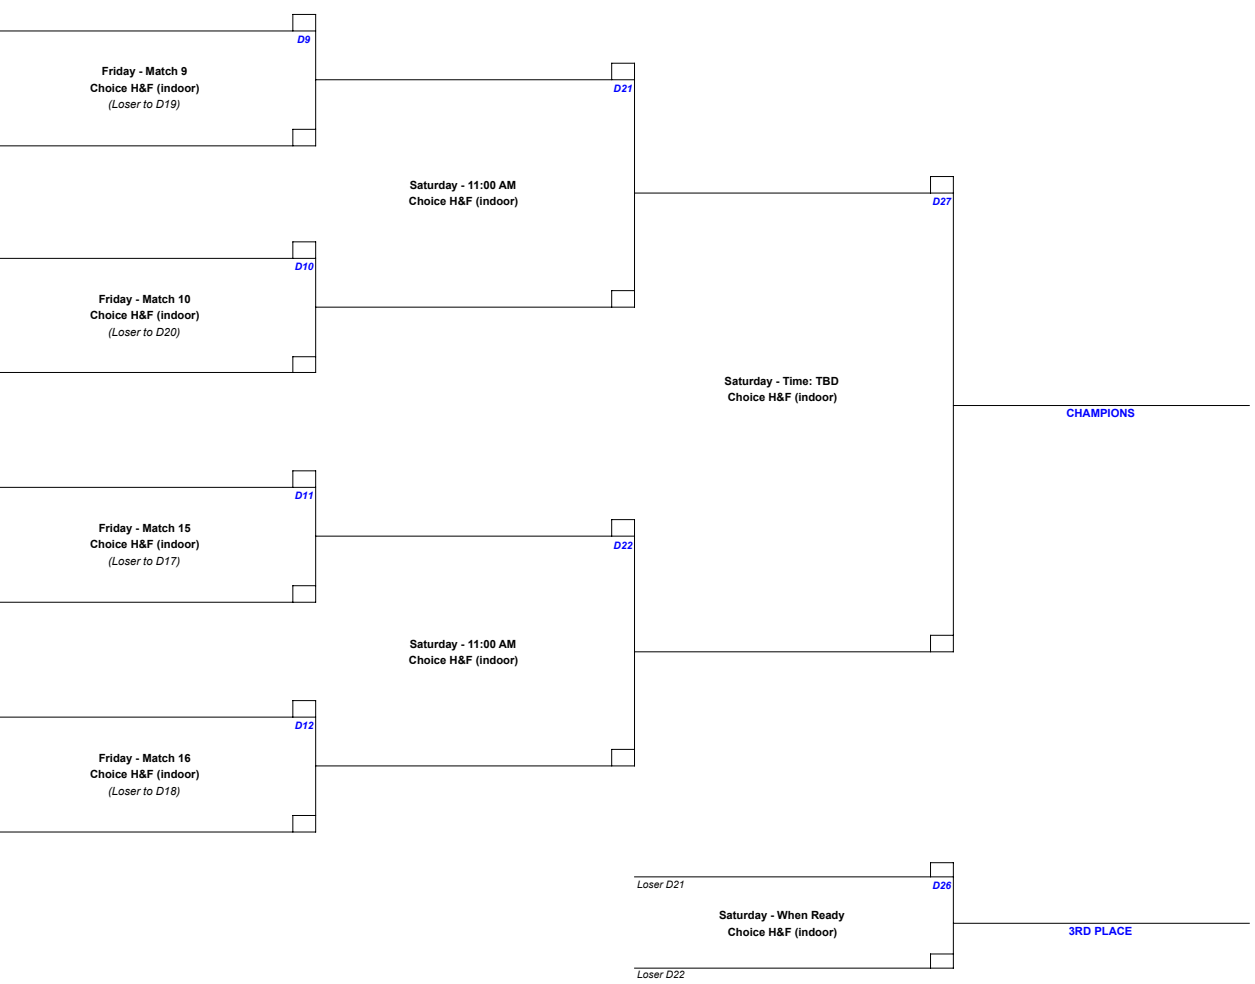 D9
Friday - Match 9
Choice H&F (indoor)
(Loser to D19)
D21
Saturday - 11:00 AM
Choice H&F (indoor)
D27
D10
Friday - Match 10
Choice H&F (indoor)
(Loser to D20)
Saturday - Time: TBD
Choice H&F (indoor)
CHAMPIONS
D11
Friday - Match 15
Choice H&F (indoor)
(Loser to D17)
D22
Saturday - 11:00 AM
Choice H&F (indoor)
D12
Friday - Match 16
Choice H&F (indoor)
(Loser to D18)
Loser D21
D26
Saturday - When Ready
Choice H&F (indoor)
3RD PLACE
Loser D22